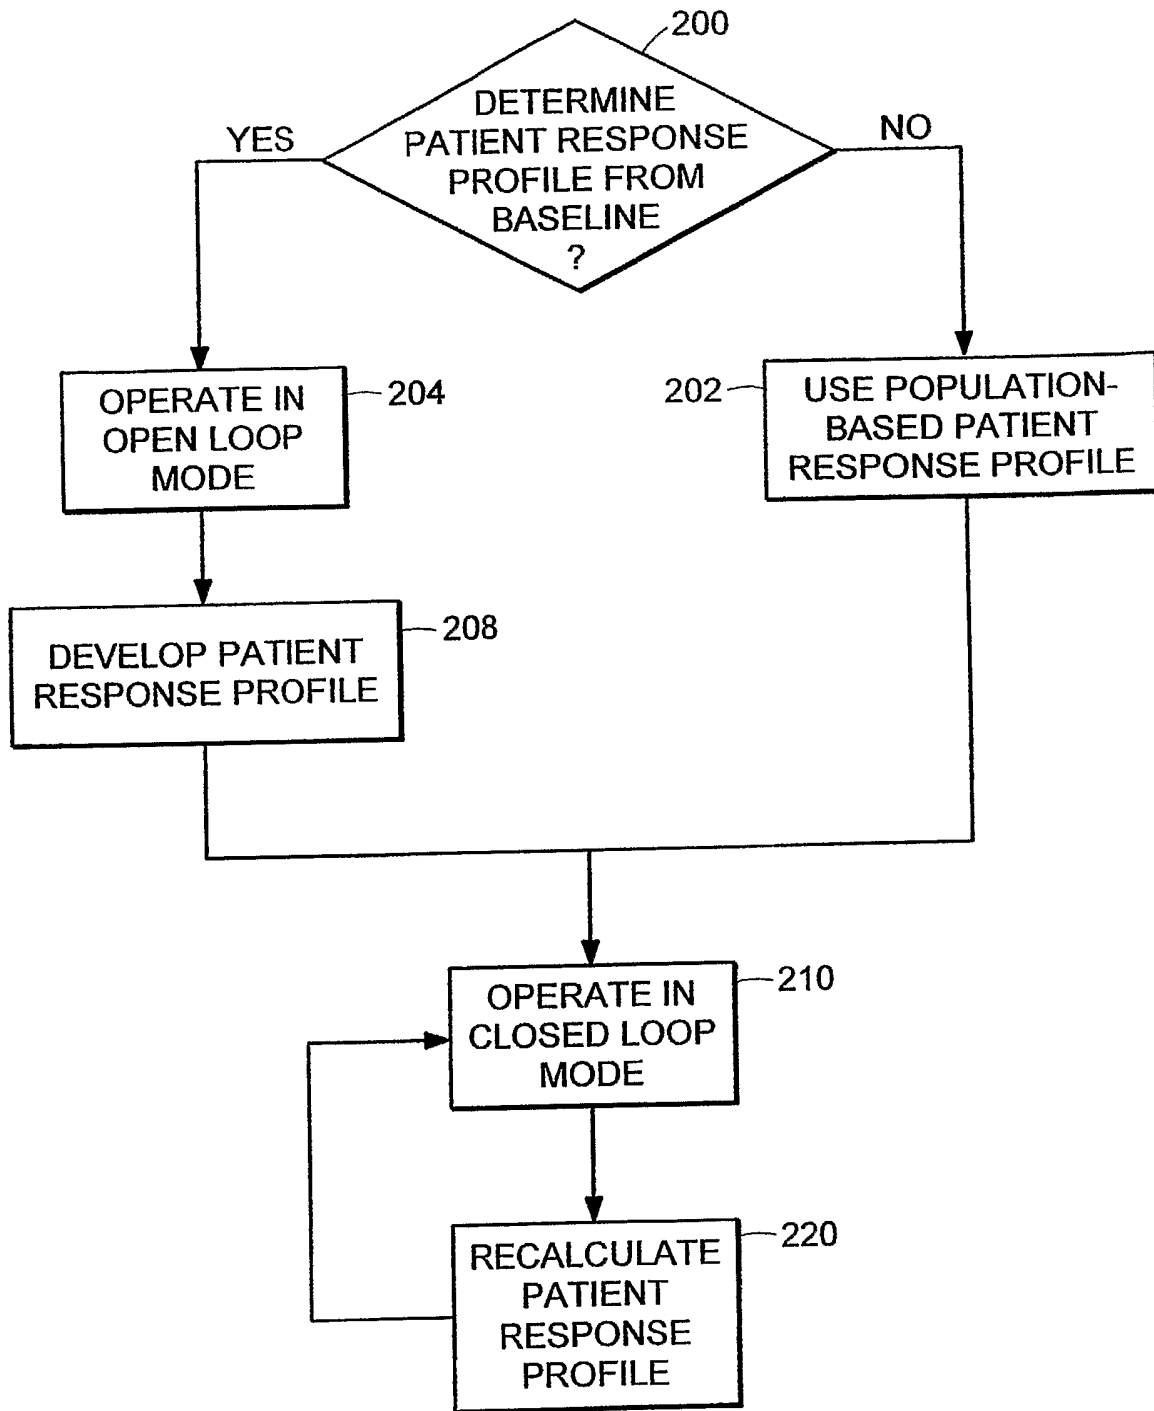 200
DETERMINE
PATIENT RESPONSE
PROFILE FROM
BASELINE
?
YES
NO
OPERATE IN
OPEN LOOP
MODE
204
202
USE POPULATION-
BASED PATIENT
RESPONSE PROFILE
DEVELOP PATIENT
RESPONSE PROFILE
208
OPERATE IN
CLOSED LOOP
MODE
210
RECALCULATE
PATIENT
RESPONSE
PROFILE
220